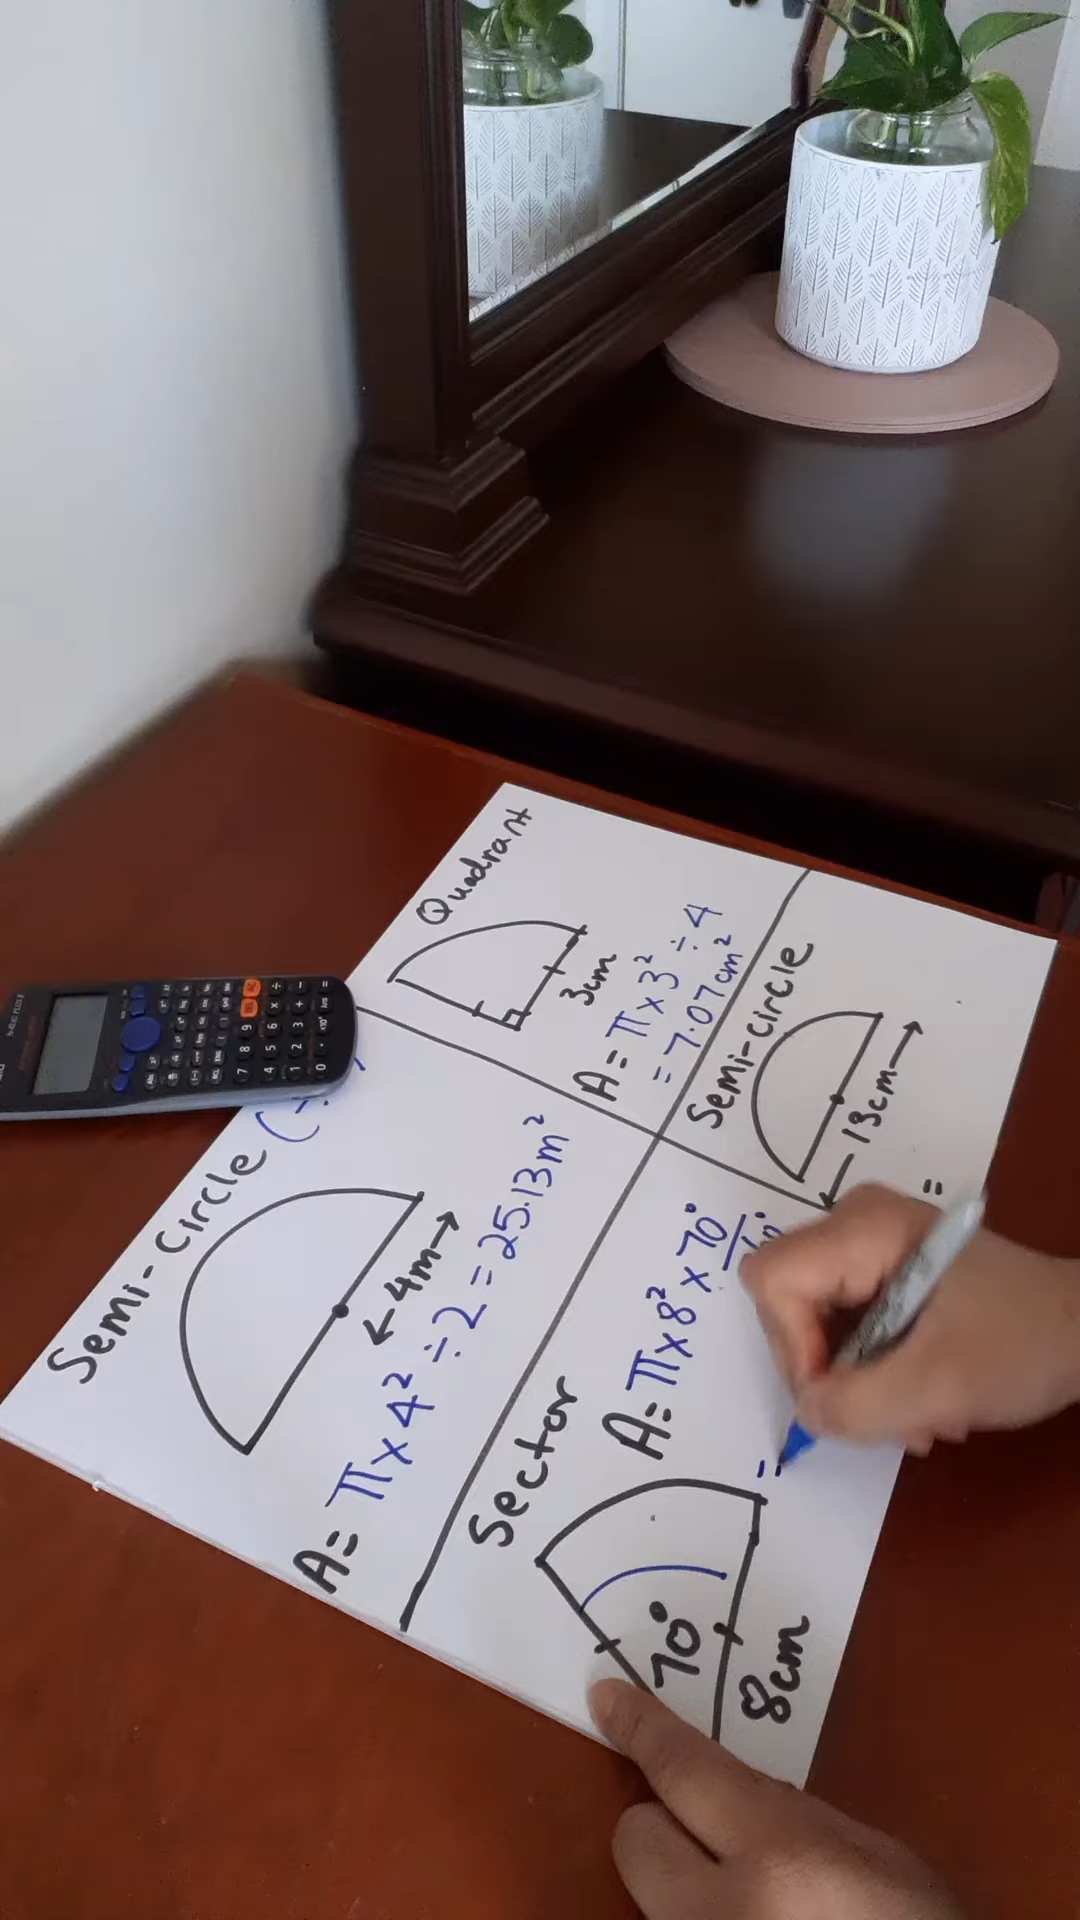 Semi-Circle
←4m→
A= π×4² ÷2 = 25.13m²
Quadrant
3cm
A= π×3² ÷4
= 7.07cm²
Sector
70°
8cm
A= π×8²×70°
=
Semi-circle
←13cm→
=